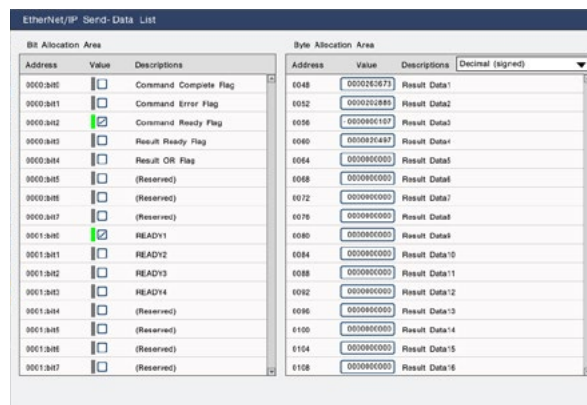 EtherNet/IP Send-Data List
Bit Allocation Area
Byte Allocation Area
Address Value Descriptions
Address Value Descriptions Decimal (signed)
0000:bit0 Command Complete Flag
0048 0000263673 Result Data1
0000:bit1 Command Error Flag
0052 0000202886 Result Data2
0000:bit2 Command Ready Flag
0056 -0000000107 Result Data3
0000:bit3 Result Ready Flag
0060 0000020497 Result Data4
0000:bit4 Result OR Flag
0064 0000000000 Result Data5
0000:bit5 (Reserved)
0068 0000000000 Result Data6
0000:bit6 (Reserved)
0072 0000000000 Result Data7
0000:bit7 (Reserved)
0076 0000000000 Result Data8
0001:bit0 READY1
0080 0000000000 Result Data9
0001:bit1 READY2
0084 0000000000 Result Data10
0001:bit2 READY3
0088 0000000000 Result Data11
0001:bit3 READY4
0092 0000000000 Result Data12
0001:bit4 (Reserved)
0096 0000000000 Result Data13
0001:bit5 (Reserved)
0100 0000000000 Result Data14
0001:bit6 (Reserved)
0104 0000000000 Result Data15
0001:bit7 (Reserved)
0108 0000000000 Result Data16